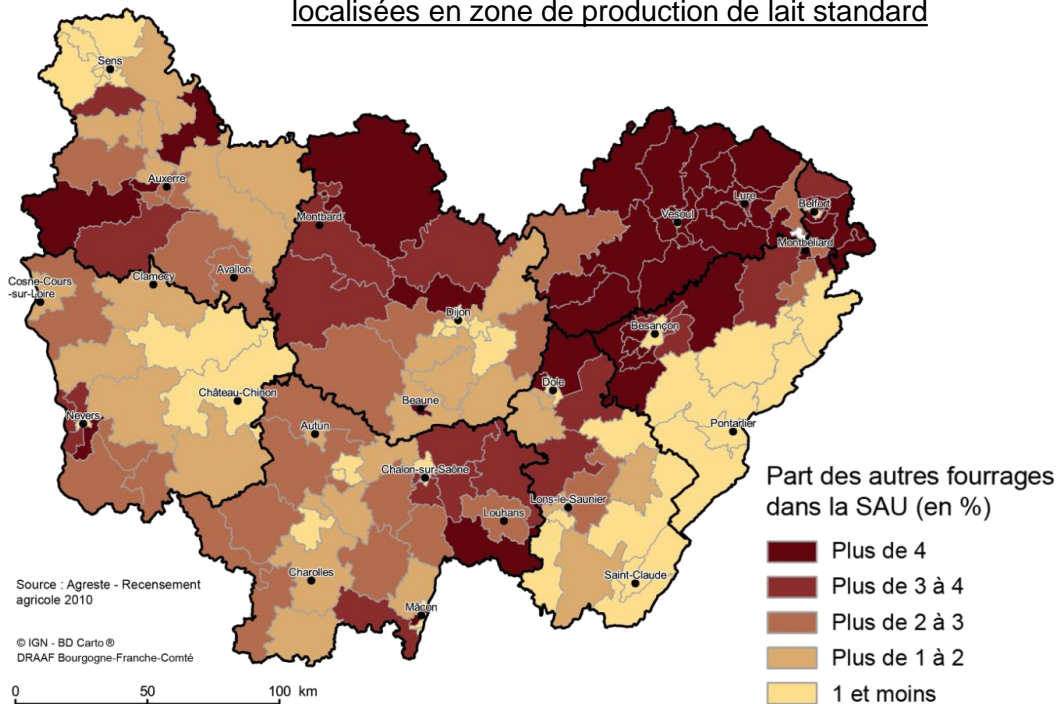 localisées en zone de production de lait standard
Sens
Auxerre
Montbard
Vesoul
Lure
Belfort
Montbéliard
Avallon
Clamecy
Cosne-Cours
-sur-Loire
Dijon
Besançon
Château-Chinon
Dole
Beaune
Nevers
Autun
Pontarlier
Chalon-sur-Saône
Lons-le-Saunier
Louhans
Charolles
Saint-Claude
Mâcon
Part des autres fourrages
dans la SAU (en %)
Plus de 4
Plus de 3 à 4
Plus de 2 à 3
Plus de 1 à 2
1 et moins
Source : Agreste - Recensement
agricole 2010
© IGN - BD Carto ®
DRAAF Bourgogne-Franche-Comté
0 50 100 km